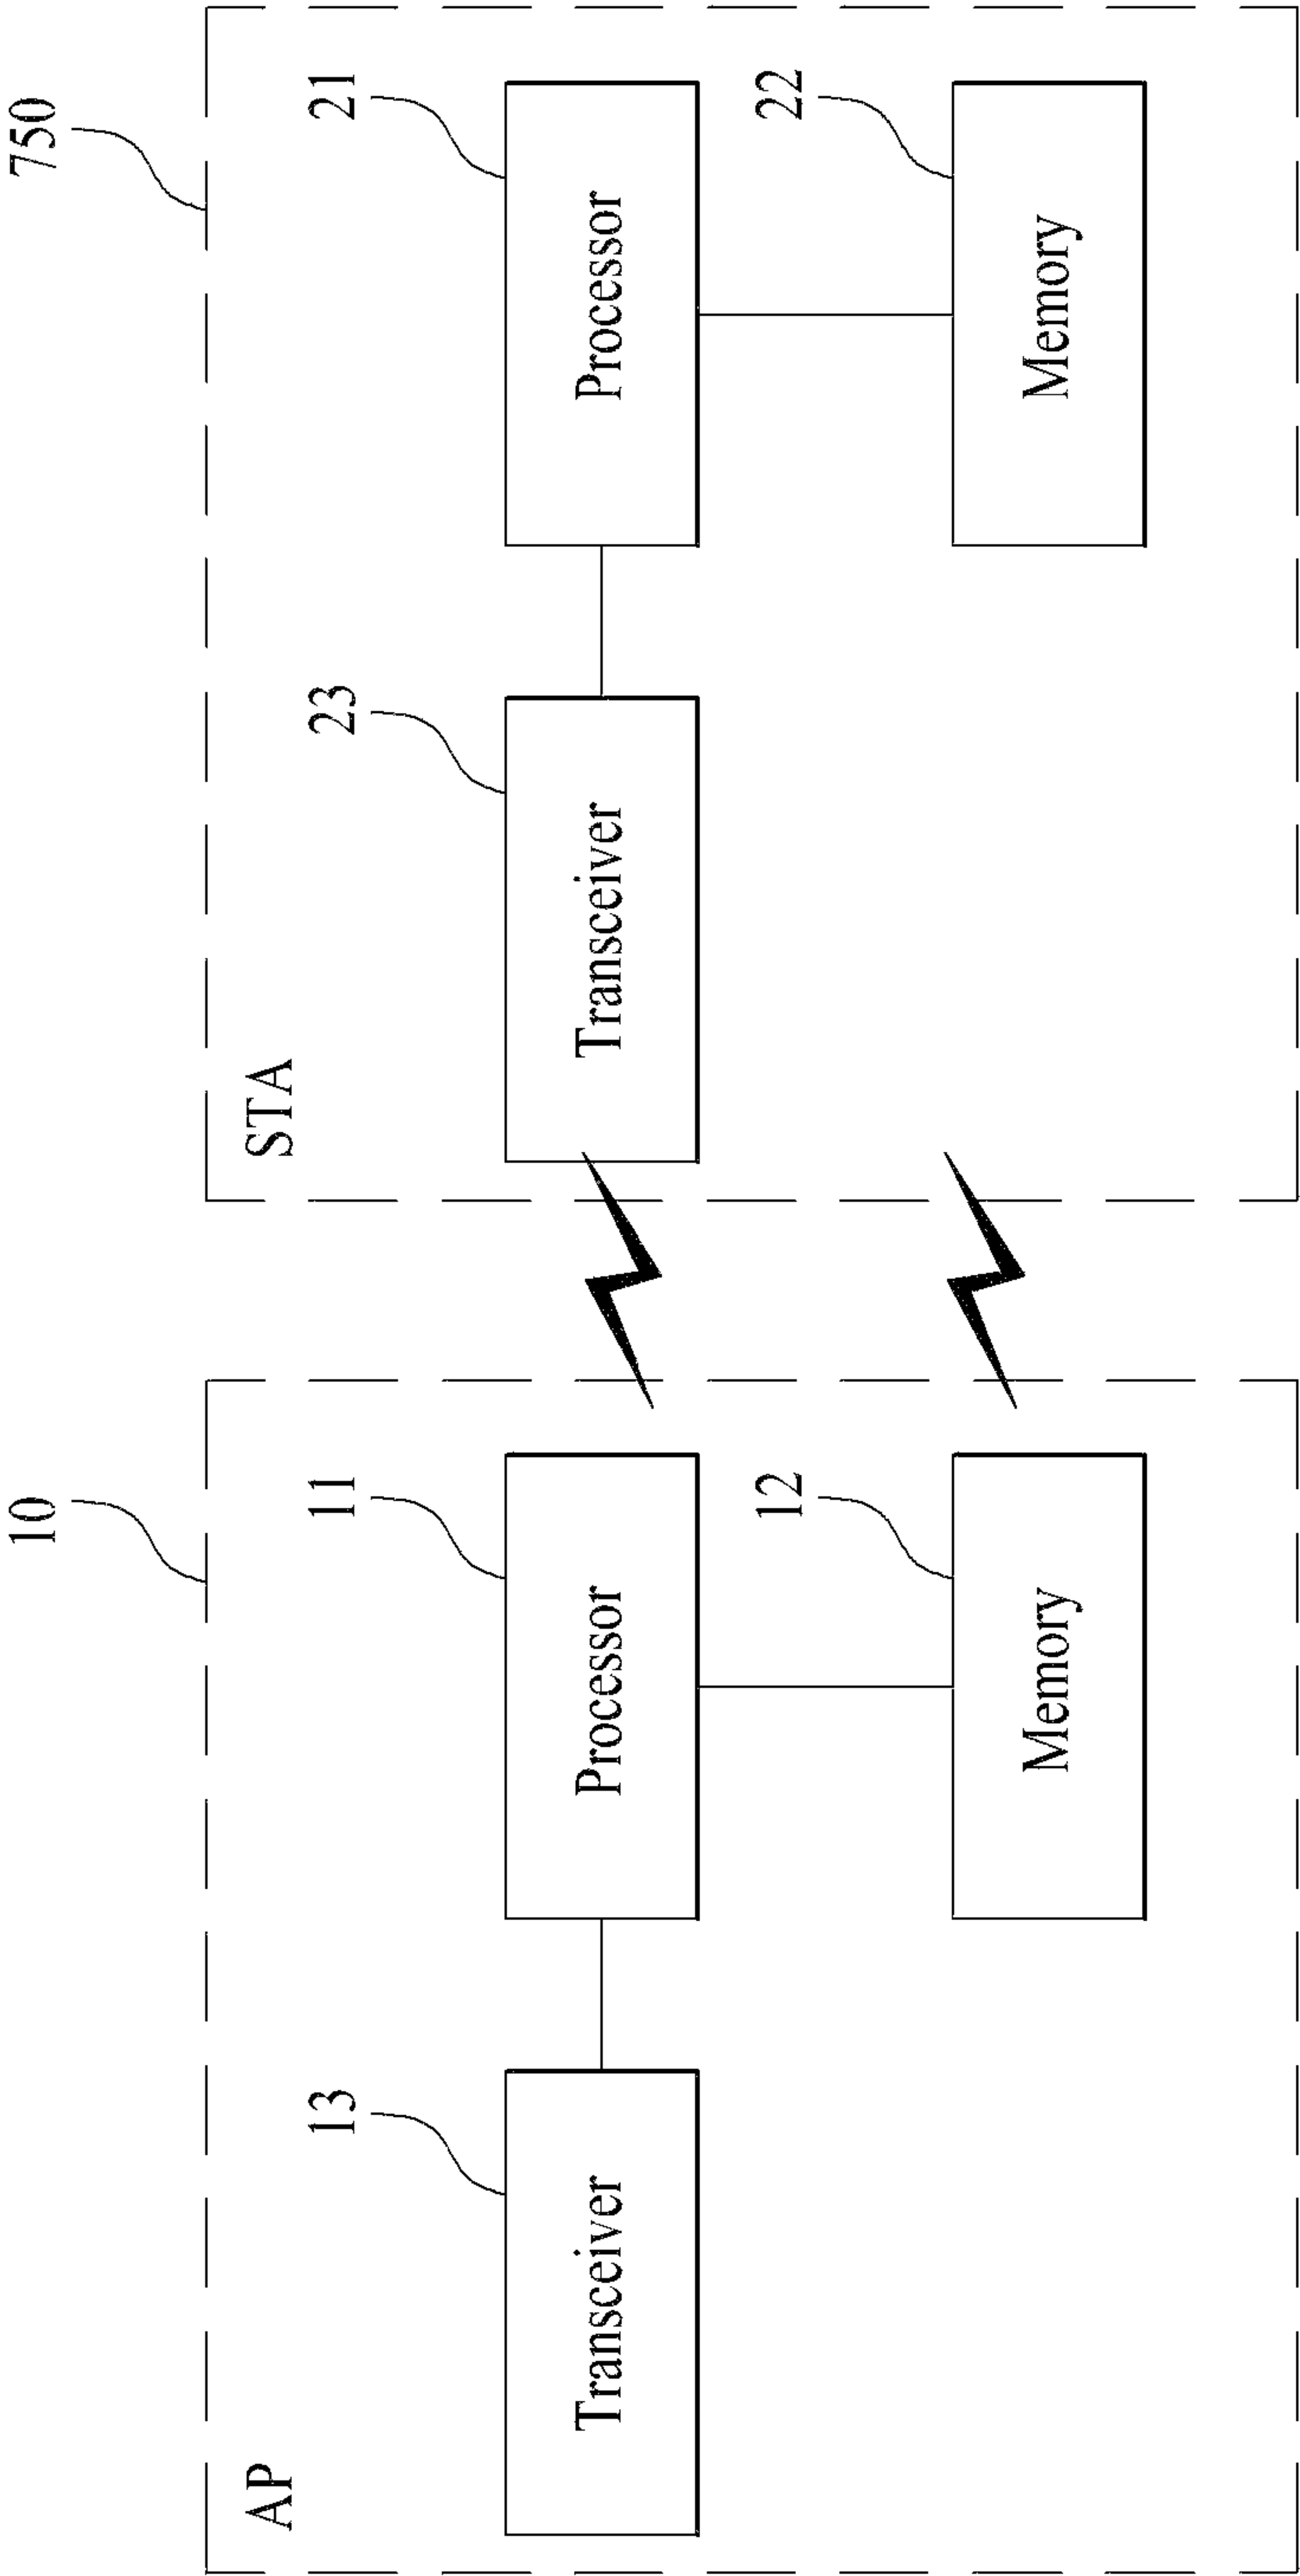 10
750
AP
STA
13
11
23
21
Transceiver
Processor
Transceiver
Processor
12
22
Memory
Memory